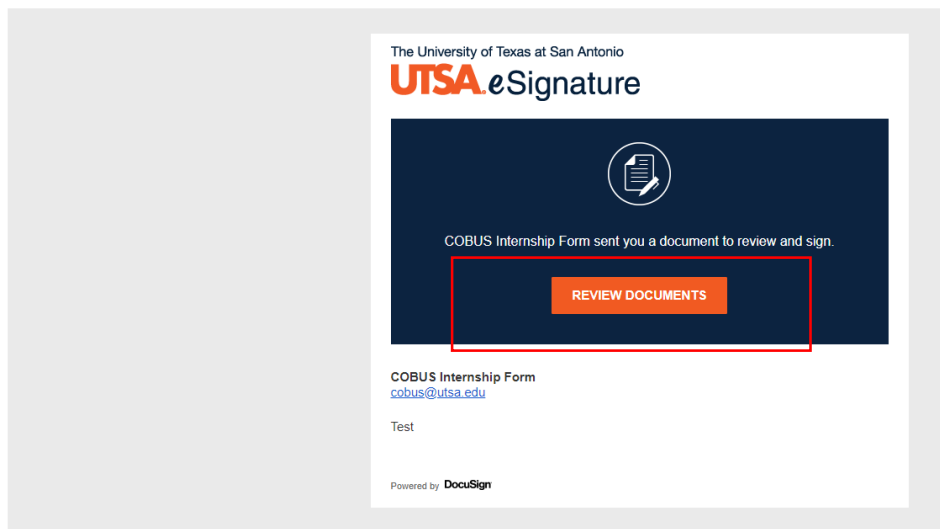 The University of Texas at San Antonio
UTSA. eSignature
COBUS Internship Form sent you a document to review and sign.
REVIEW DOCUMENTS
COBUS Internship Form
cobus@utsa.edu
Test
Powered by DocuSign